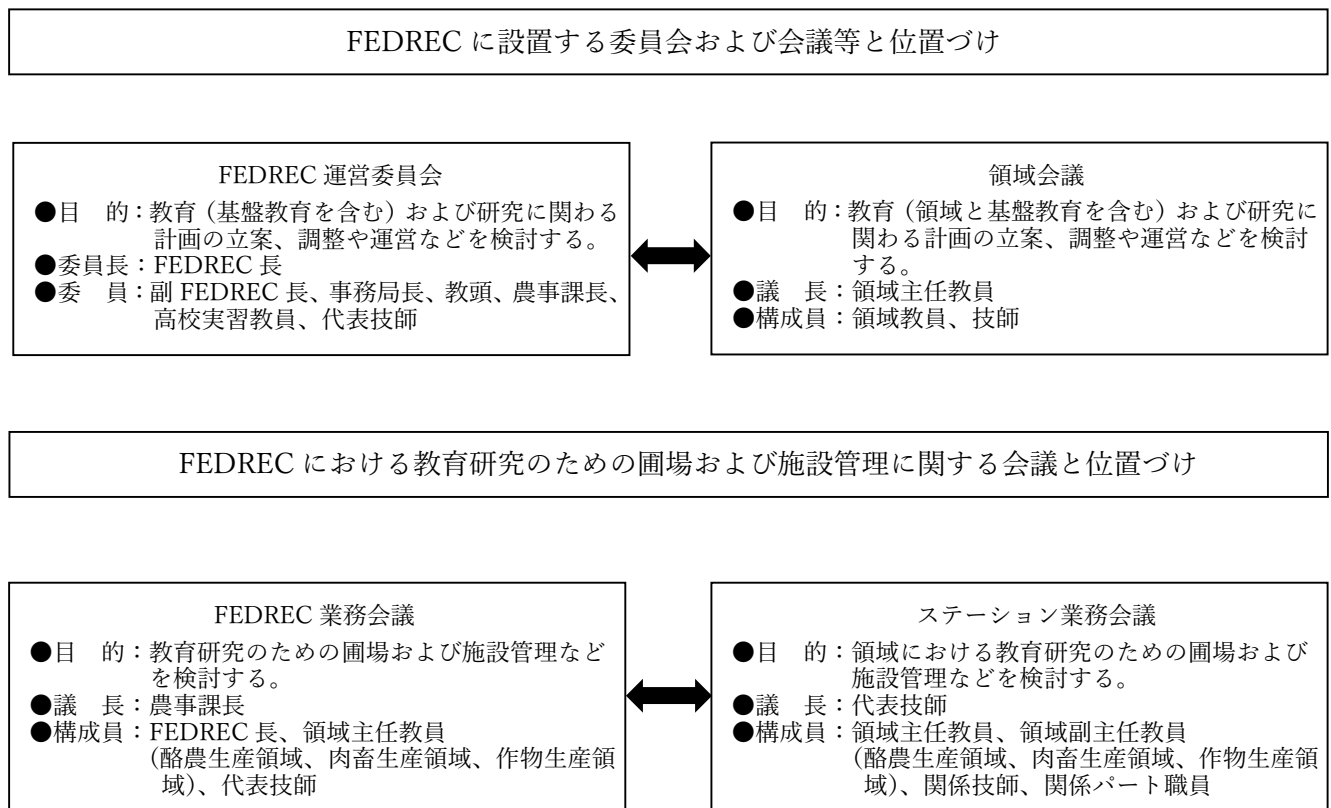 FEDREC に設置する委員会および会議等と位置づけ
FEDREC 運営委員会
●目　的：教育（基盤教育を含む）および研究に関わる
計画の立案、調整や運営などを検討する。
●委員長：FEDREC 長
●委　員：副 FEDREC 長、事務局長、教頭、農事課長、
高校実習教員、代表技師
領域会議
●目　的：教育（領域と基盤教育を含む）および研究に
関わる計画の立案、調整や運営などを検討
する。
●議　長：領域主任教員
●構成員：領域教員、技師
FEDREC における教育研究のための圃場および施設管理に関する会議と位置づけ
FEDREC 業務会議
●目　的：教育研究のための圃場および施設管理など
を検討する。
●議　長：農事課長
●構成員：FEDREC 長、領域主任教員
(酪農生産領域、肉畜生産領域、作物生産領
域)、代表技師
ステーション業務会議
●目　的：領域における教育研究のための圃場および
施設管理などを検討する。
●議　長：代表技師
●構成員：領域主任教員、領域副主任教員
(酪農生産領域、肉畜生産領域、作物生産領
域)、関係技師、関係パート職員